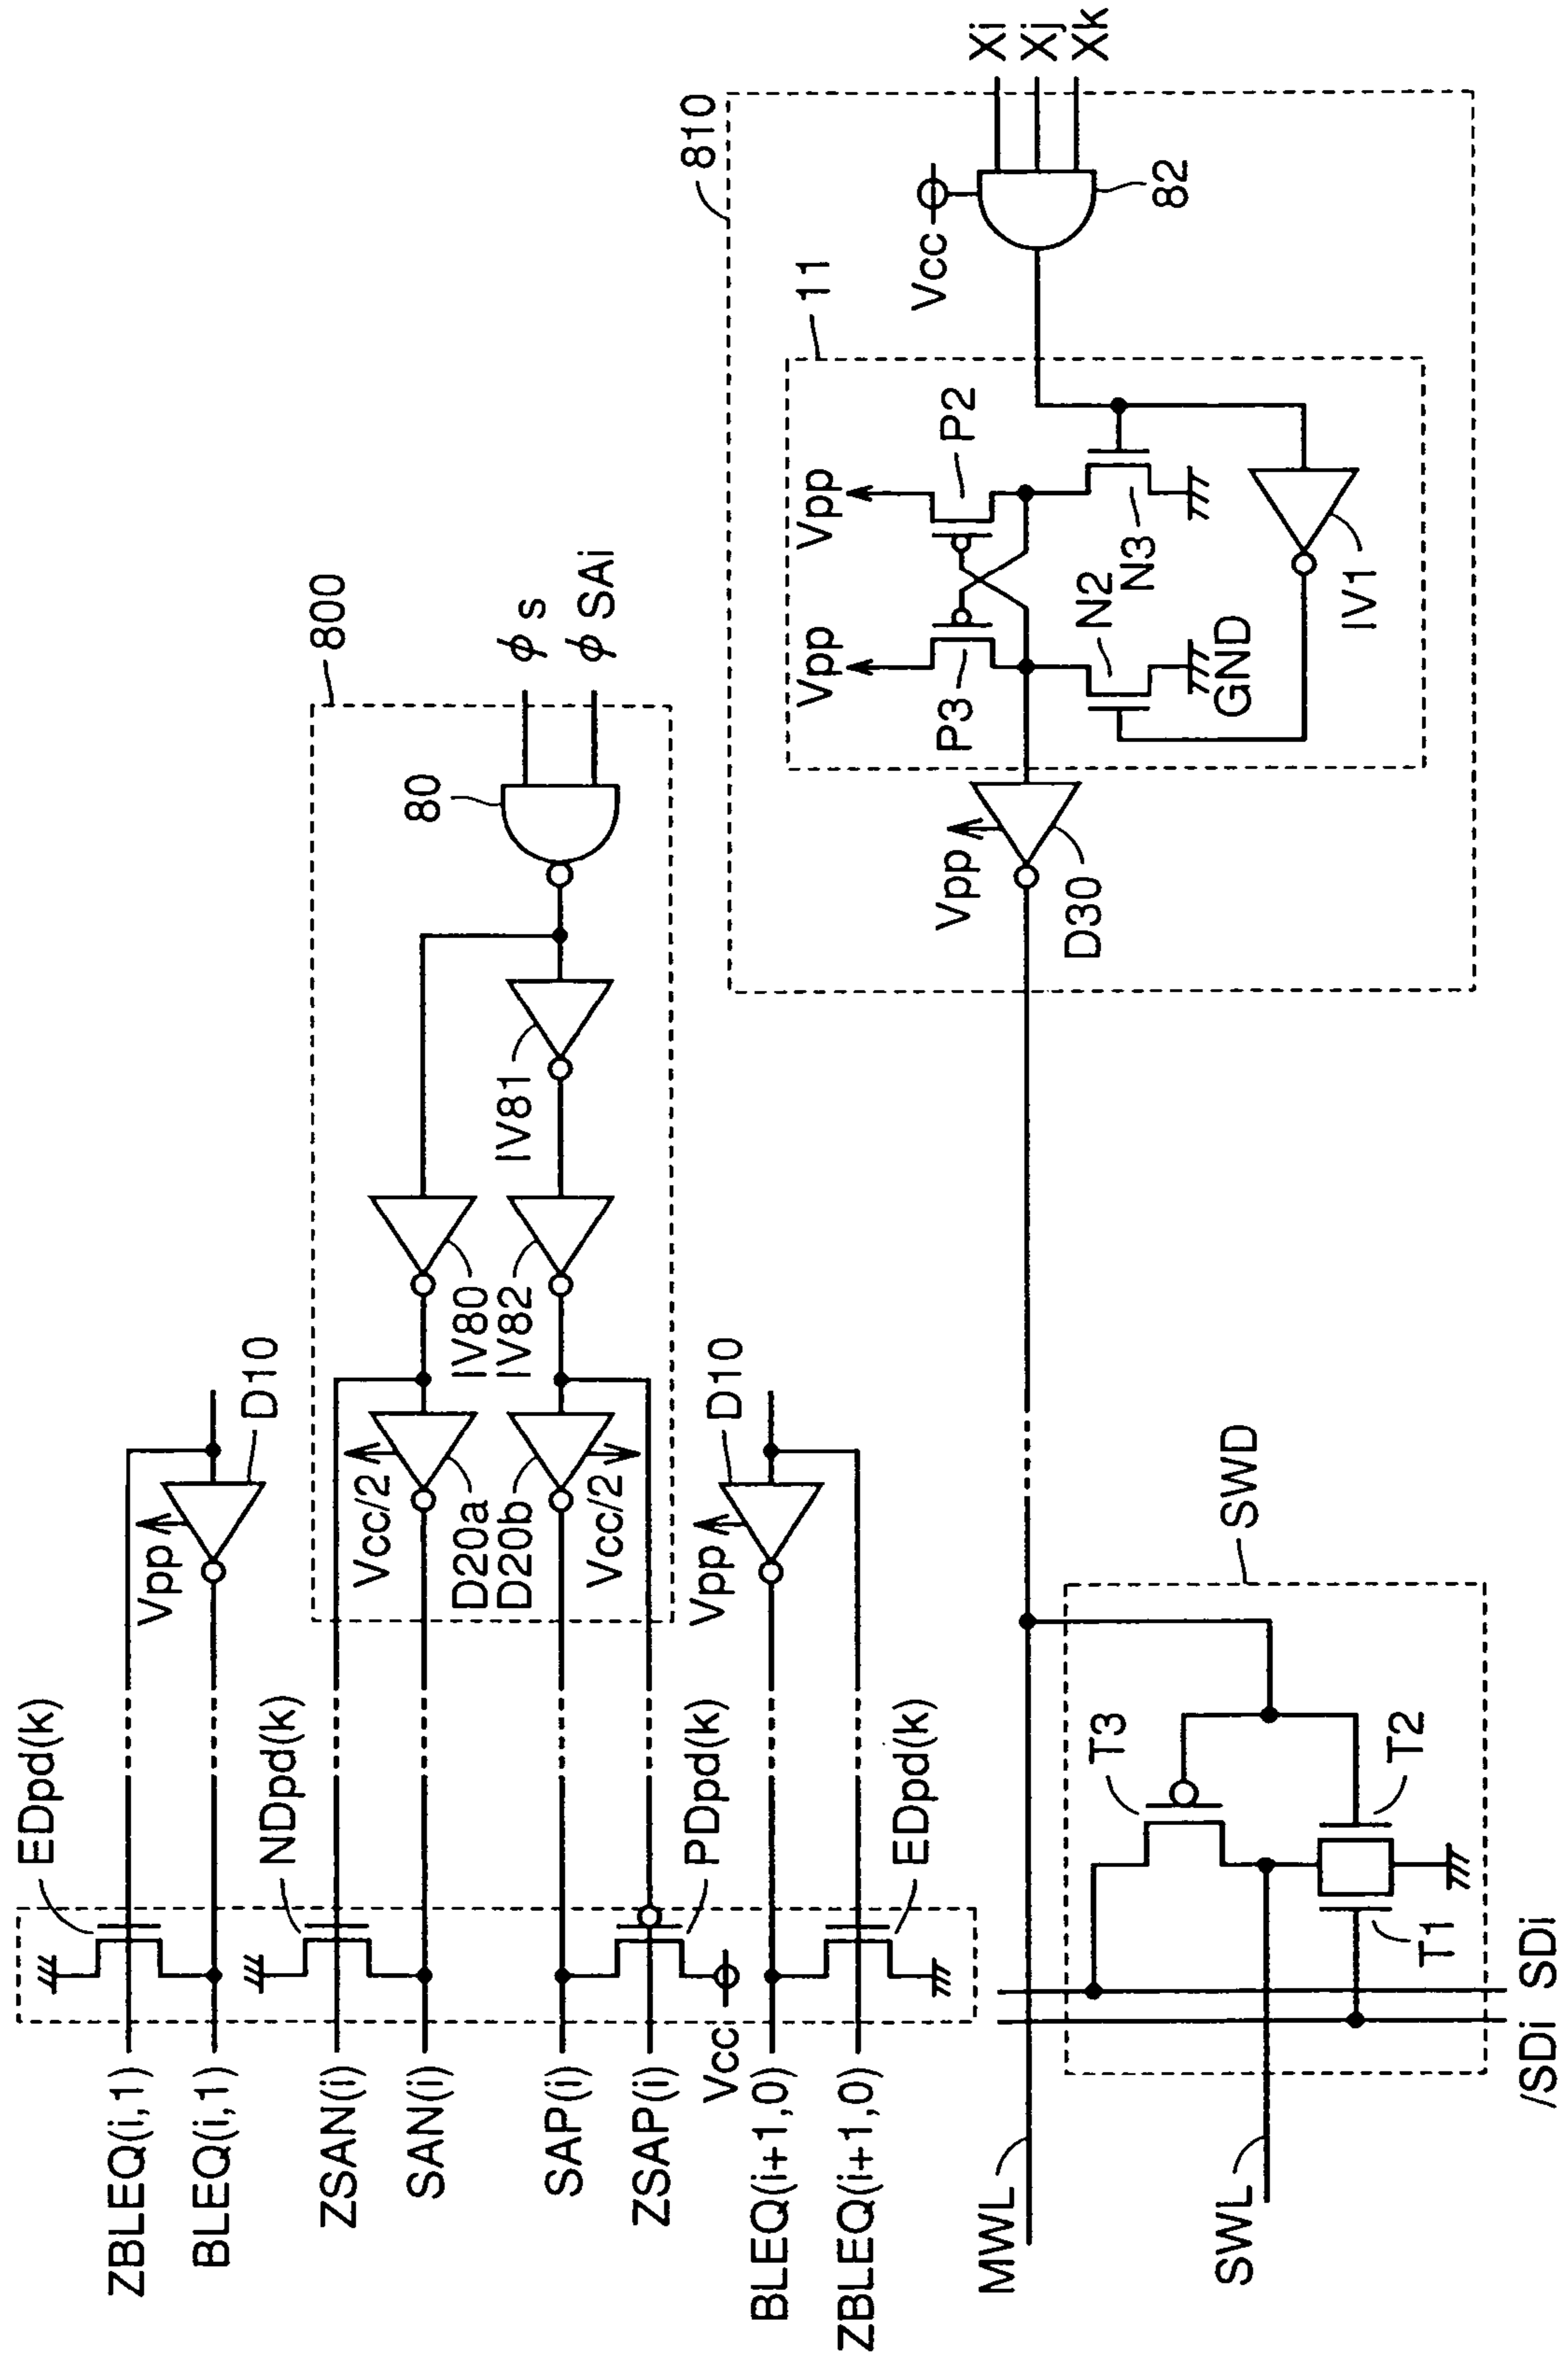 ZBLEQ(i,1)
BLEQ(i,1)
ZSAN(i)
SAN(i)
SAP(i)
ZSAP(i)
Vcc
BLEQ(i+1,0)
ZBLEQ(i+1,0)
MWL
SWL
/SDi
SDi
EDpd(k)
NDpd(k)
PDpd(k)
EDpd(k)
T3
T1
T2
SWD
Vpp
D10
Vcc/2
D20a
D20b
Vcc/2
Vpp
D10
IV80
IV82
IV81
80
800
φs
φSAi
Vpp
D30
P3
Vpp
N2
GND
Vpp
P2
N3
IV1
11
Vcc
82
810
Xi
Xj
Xk